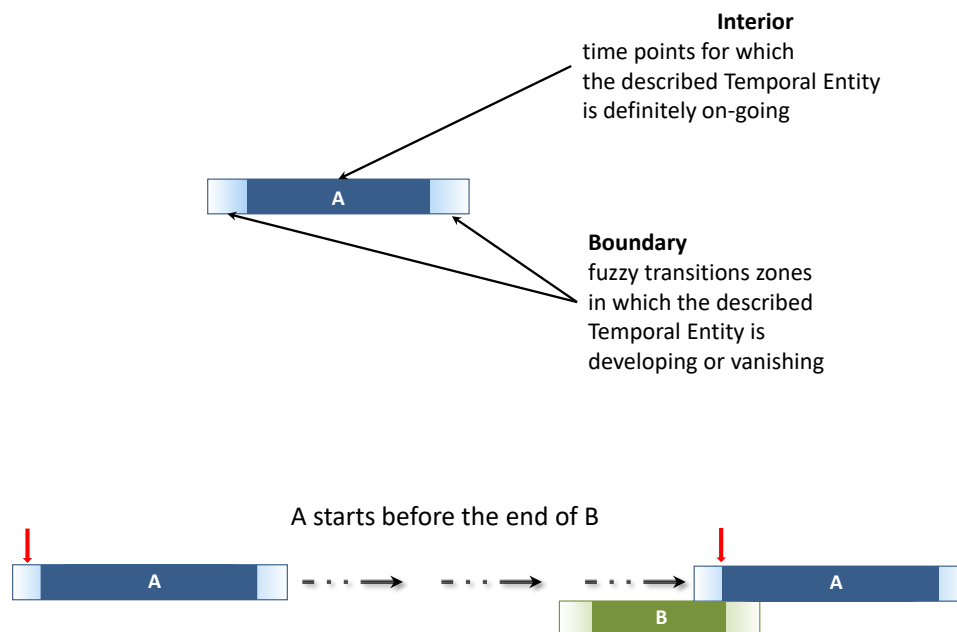 Interior
time points for which
the described Temporal Entity
is definitely on-going
A
Boundary
fuzzy transitions zones
in which the described
Temporal Entity is
developing or vanishing
A starts before the end of B
A
A
B